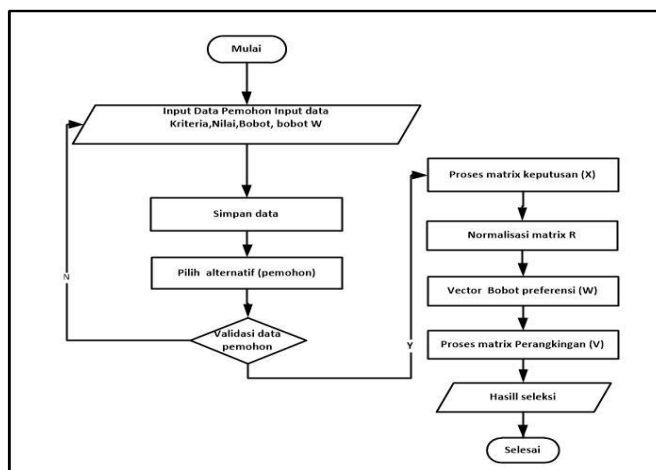 Mulai
Input Data Pemohon Input data
Kriteria,Nilai,Bobot, bobot W
Simpan data
Pilih alternatif (pemohon)
N
Validasi data
pemohon
Y
Proses matrix keputusan (X)
Normalisasi matrix R
Vector Bobot preferensi (W)
Proses matrix Perangkingan (V)
Hasill seleksi
Selesai